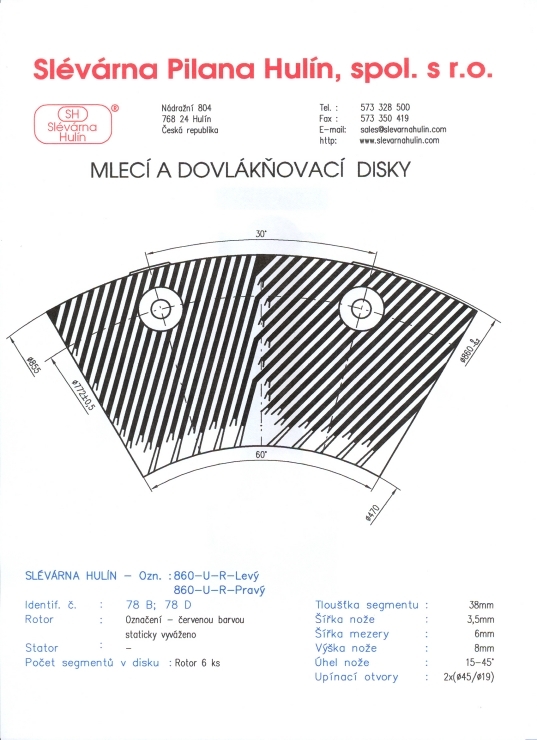 Slévárna Pilana Hulín, spol. s r.o.
SH
Slévárna
Hulín
®
Nádražní 804
768 24 Hulín
Česká republika
Tel. : 573 328 500
Fax : 573 350 419
E-mail: sales@slevarnahulin.com
http: www.slevarnahulin.com
MLECÍ A DOVLÁKŇOVACÍ DISKY
30°
ø855
ø772±0,5
ø860
60°
ø470
SLÉVÁRNA HULÍN - Ozn. : 860-U-R-Levý
860-U-R-Pravý
Identif. č. : 78 B; 78 D
Rotor : Označení - červenou barvou
staticky vyváženo
Stator : -
Počet segmentů v disku : Rotor 6 ks
Tloušťka segmentu : 38mm
Šířka nože : 3,5mm
Šířka mezery : 6mm
Výška nože : 8mm
Úhel nože : 15-45°
Upínací otvory : 2x(ø45/ø19)